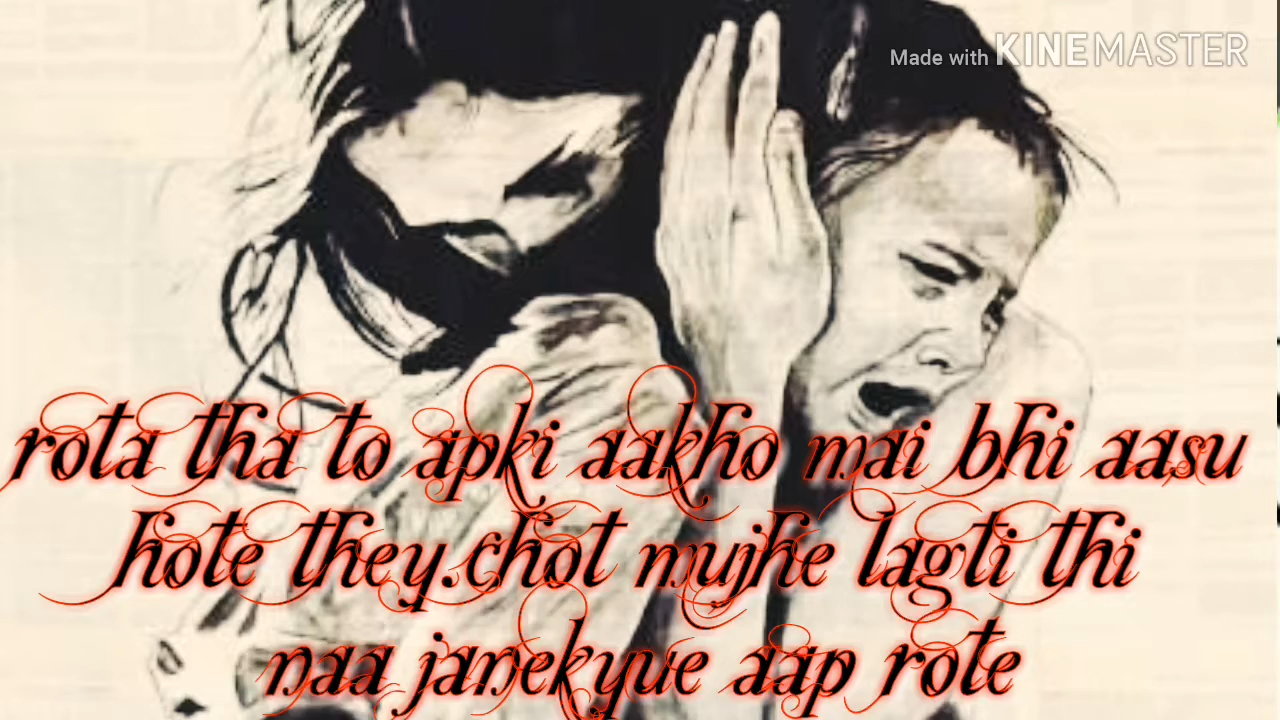 Made with KINEMASTER
rota tha to apki aakho mai bhi aasu
hote they.chot mujhe lagti thi
naa janekyue aap rote